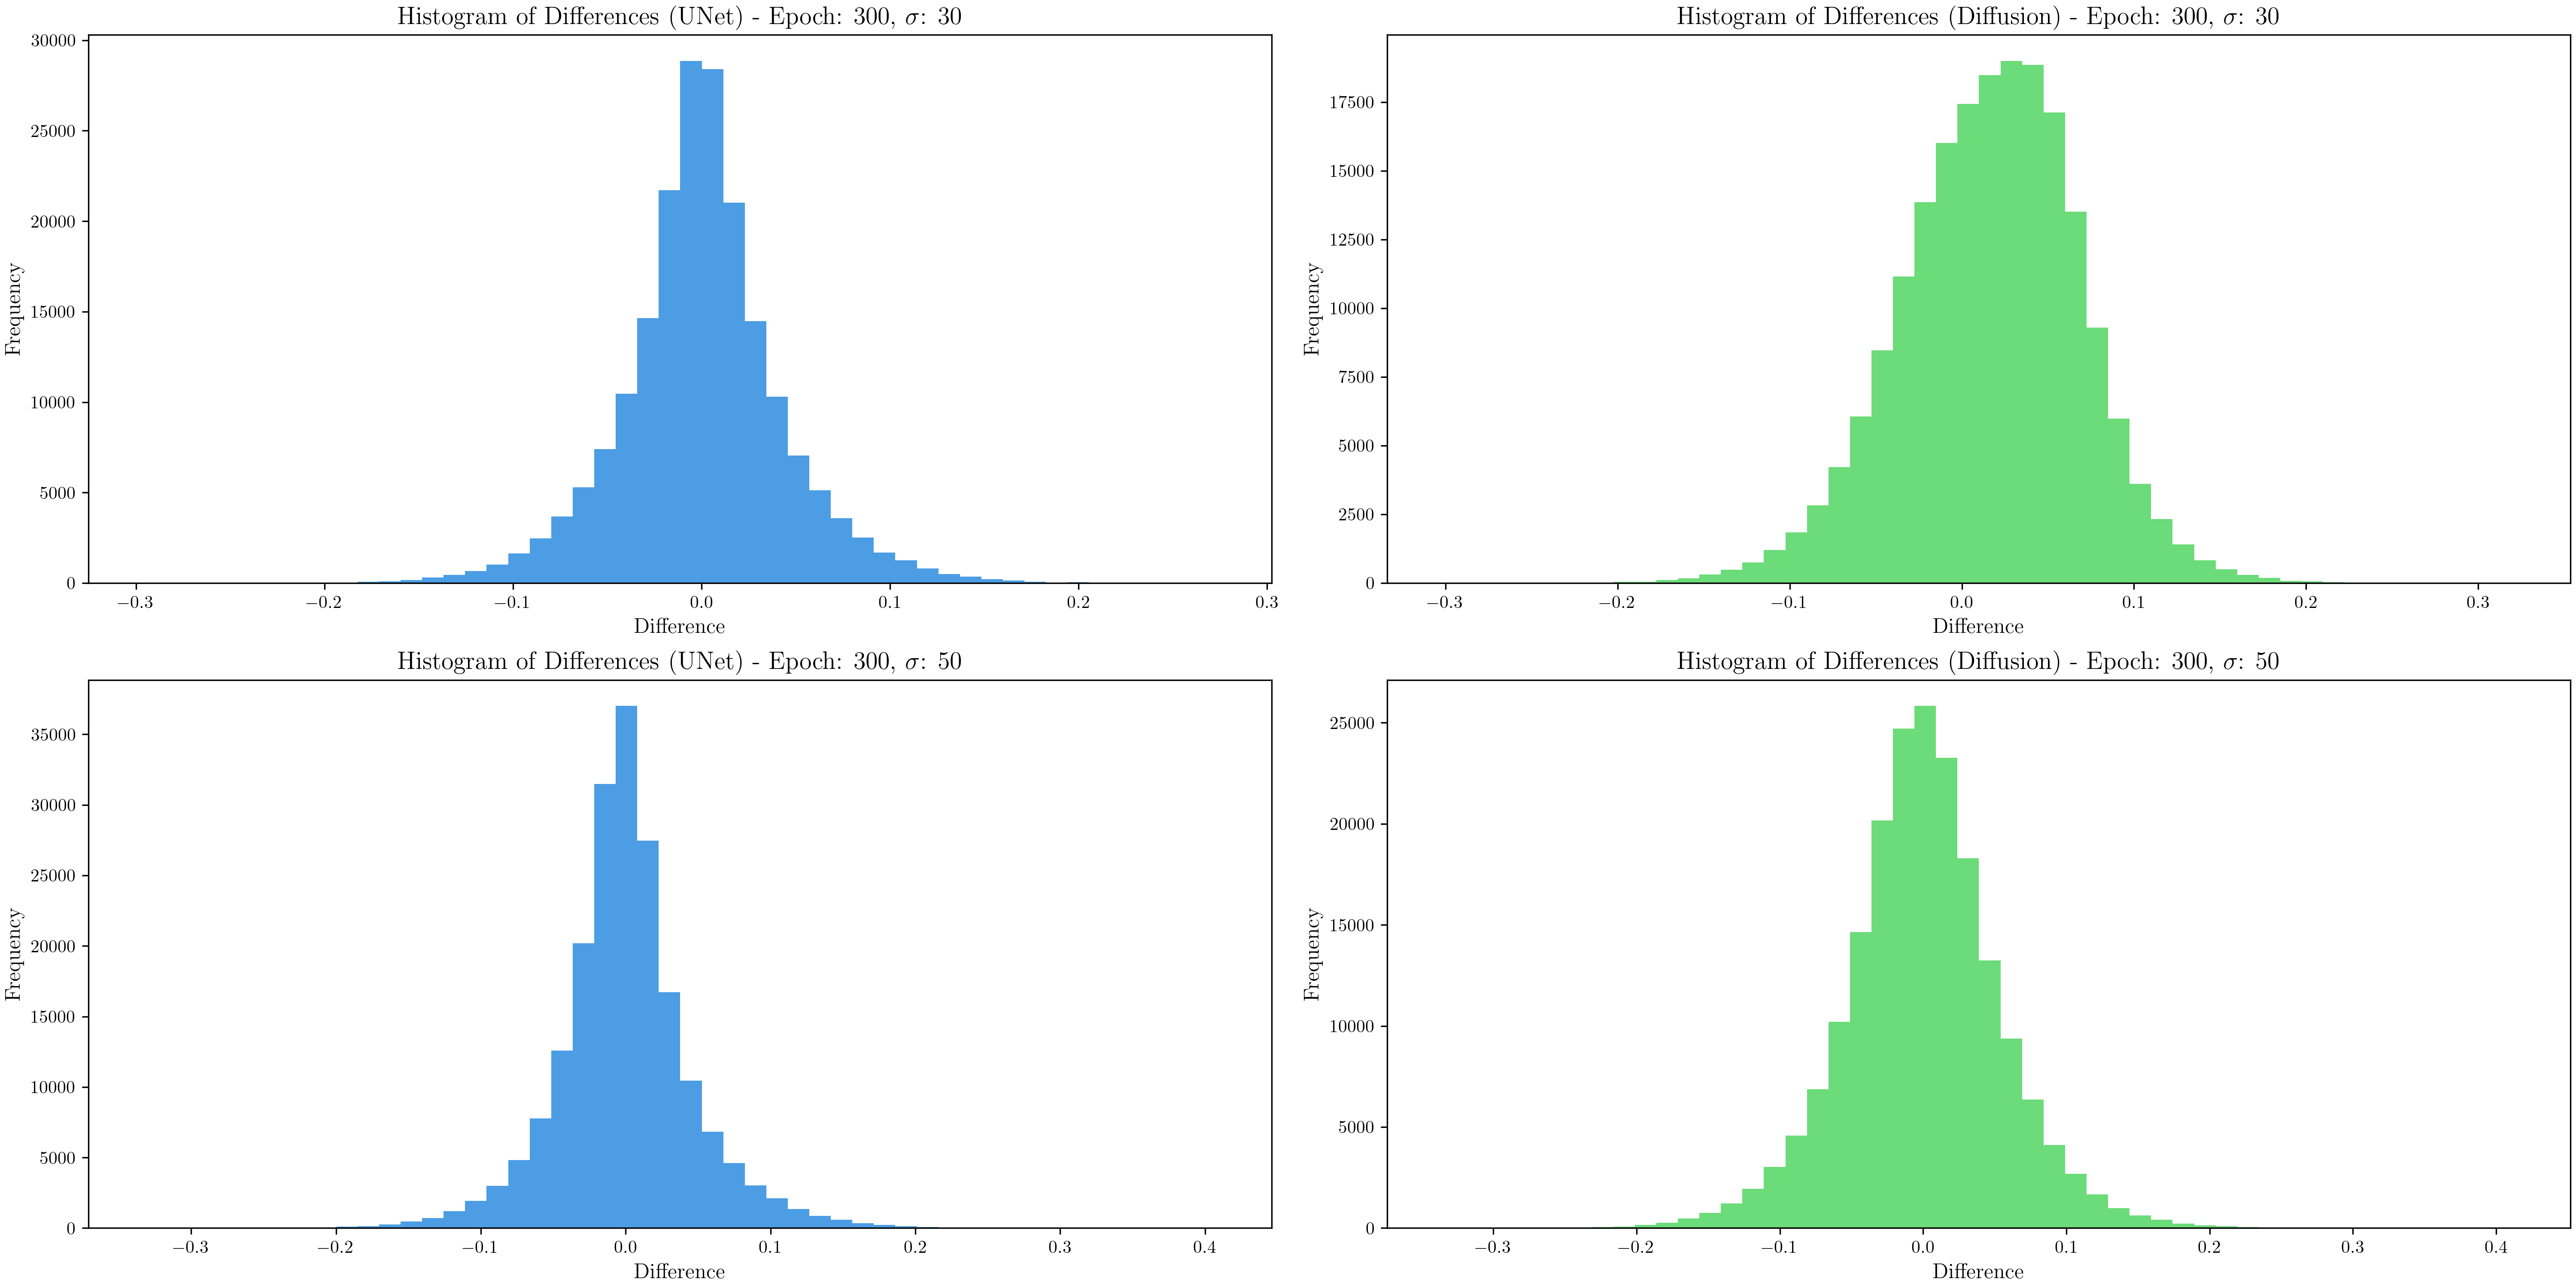 Histogram of Differences (UNet) - Epoch: 300, σ: 30
30000
25000
20000
15000
10000
5000
0
Frequency
−0.3 −0.2 −0.1 0.0 0.1 0.2 0.3
Difference
Histogram of Differences (Diffusion) - Epoch: 300, σ: 30
17500
15000
12500
10000
7500
5000
2500
0
Frequency
−0.3 −0.2 −0.1 0.0 0.1 0.2 0.3
Difference
Histogram of Differences (UNet) - Epoch: 300, σ: 50
35000
30000
25000
20000
15000
10000
5000
0
Frequency
−0.3 −0.2 −0.1 0.0 0.1 0.2 0.3 0.4
Difference
Histogram of Differences (Diffusion) - Epoch: 300, σ: 50
25000
20000
15000
10000
5000
0
Frequency
−0.3 −0.2 −0.1 0.0 0.1 0.2 0.3 0.4
Difference